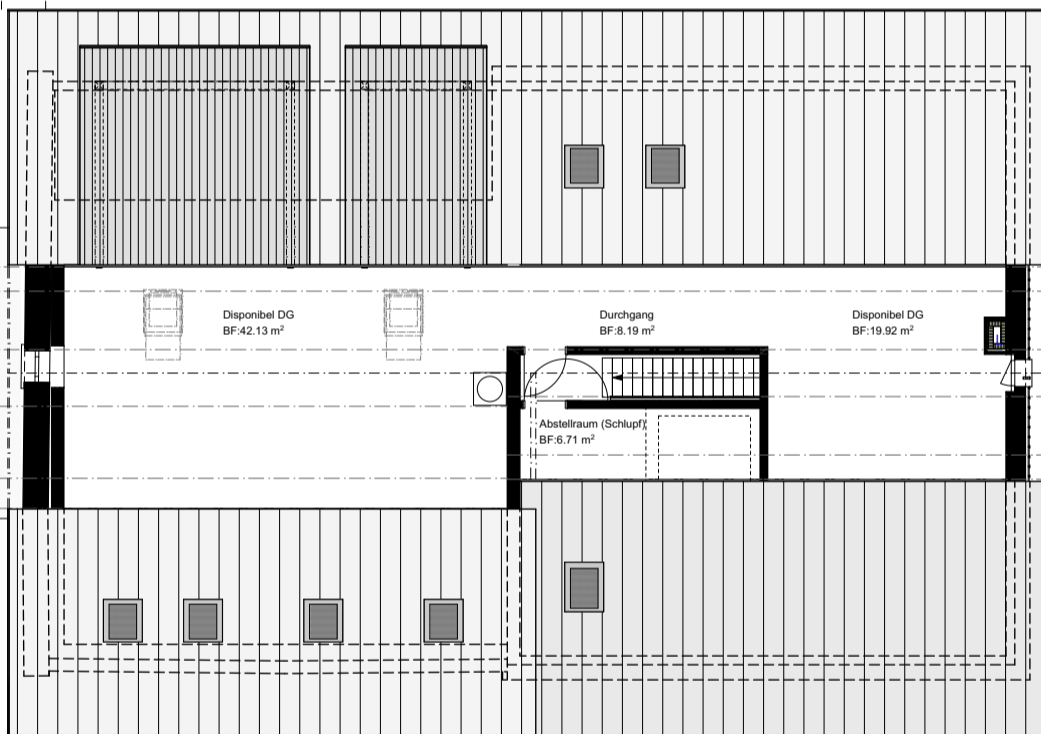 Disponibel DG
BF:42.13 m²
Durchgang
BF:8.19 m²
Disponibel DG
BF:19.92 m²
Abstellraum (Schlupf)
BF:6.71 m²